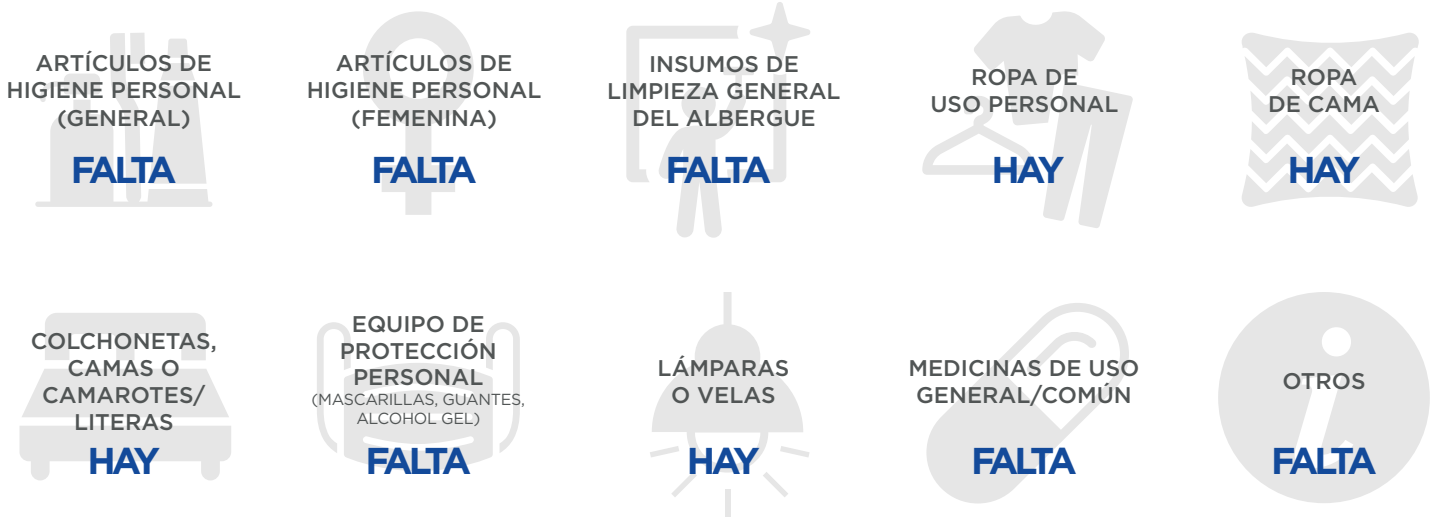 ARTÍCULOS DE
HIGIENE PERSONAL
(GENERAL)
FALTA
ARTÍCULOS DE
HIGIENE PERSONAL
(FEMENINA)
FALTA
INSUMOS DE
LIMPIEZA GENERAL
DEL ALBERGUE
FALTA
ROPA DE
USO PERSONAL
HAY
ROPA
DE CAMA
HAY
COLCHONETAS,
CAMAS O
CAMAROTES/
LITERAS
HAY
EQUIPO DE
PROTECCIÓN
PERSONAL
(MASCARILLAS, GUANTES,
ALCOHOL GEL)
FALTA
LÁMPARAS
O VELAS
HAY
MEDICINAS DE USO
GENERAL/COMÚN
FALTA
OTROS
FALTA